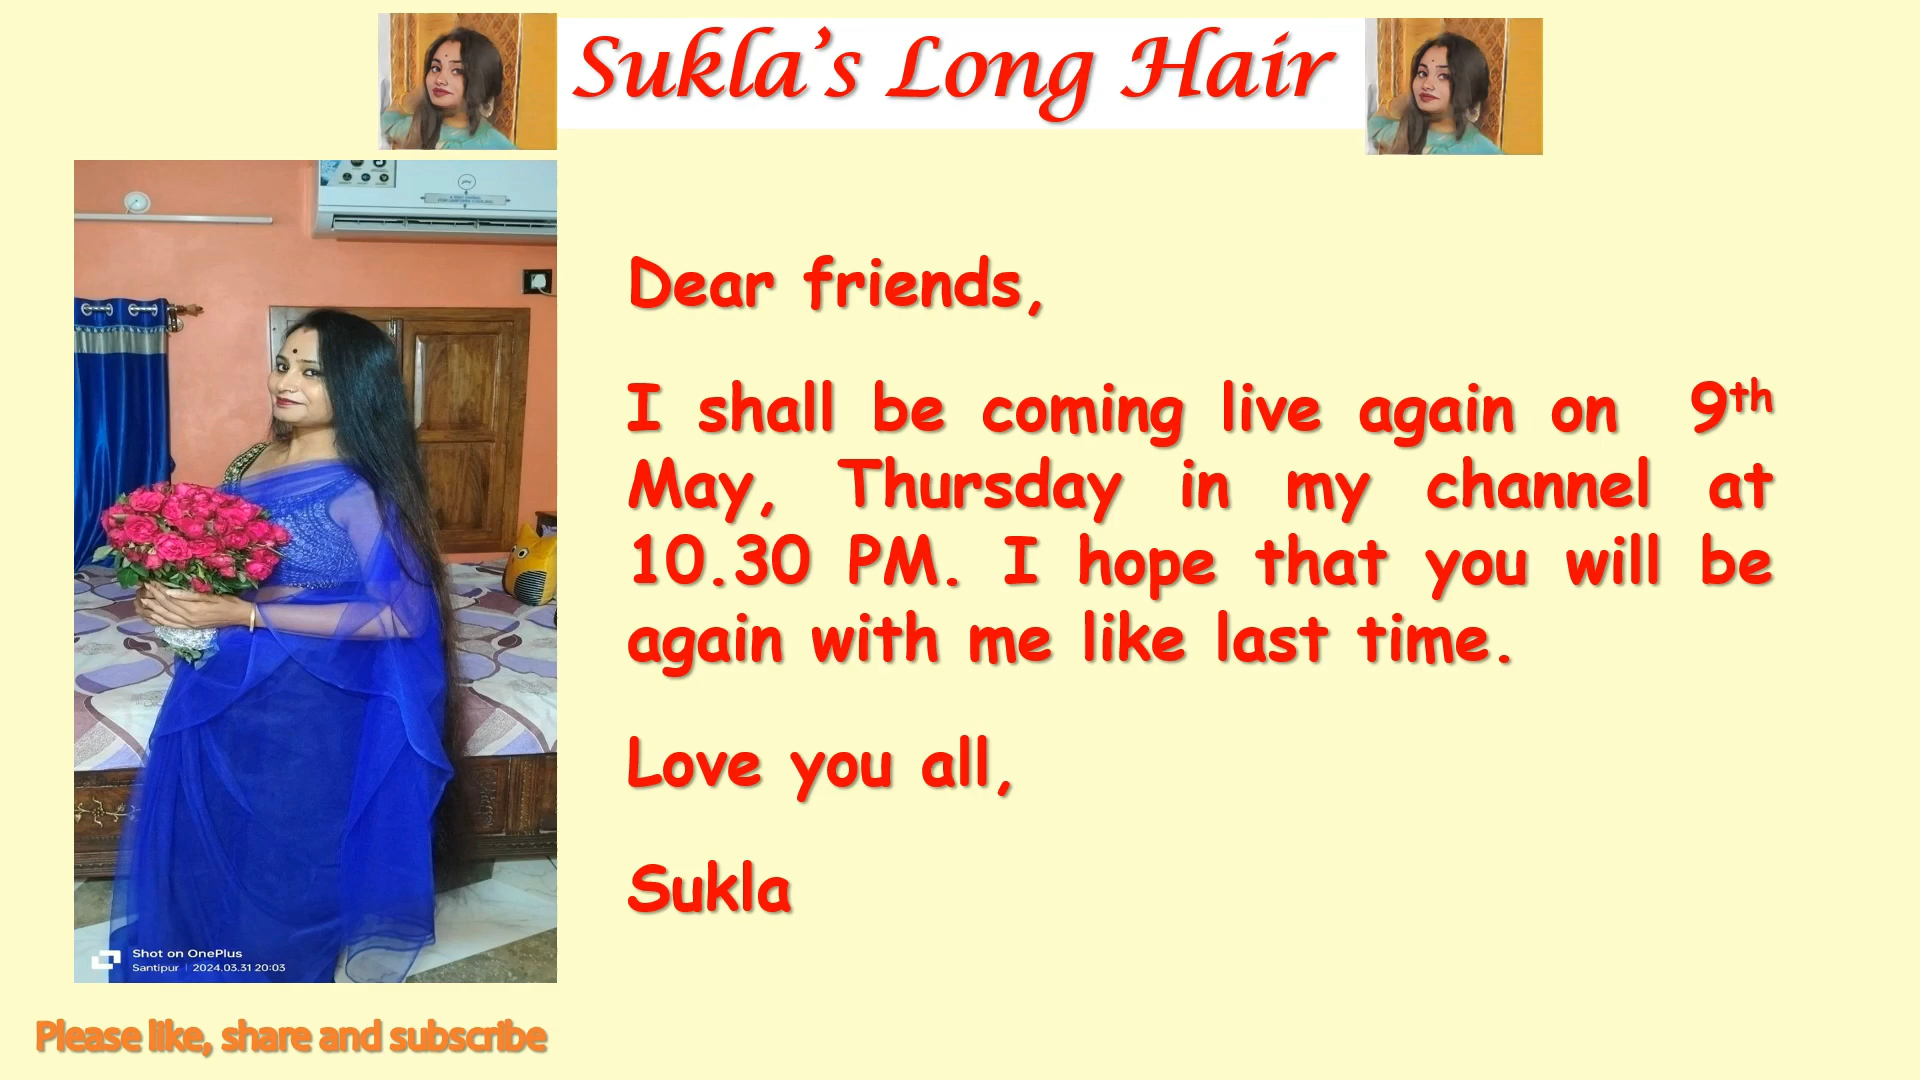 Sukla's Long Hair
Dear friends,
I shall be coming live again on 9th
May, Thursday in my channel at
10.30 PM. I hope that you will be
again with me like last time.
Love you all,
Sukla
Shot on OnePlus
Santipur | 2024.03.31 20:03
Please like, share and subscribe